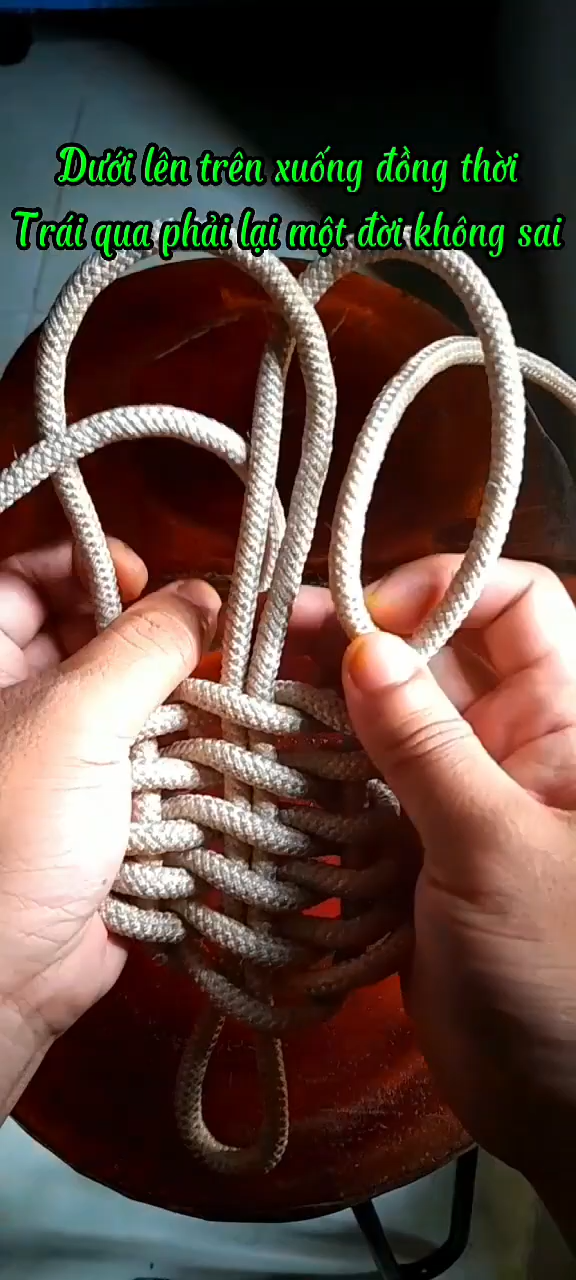 Dưới lên trên xuống đồng thời
Trái qua phải lại một đời không sai